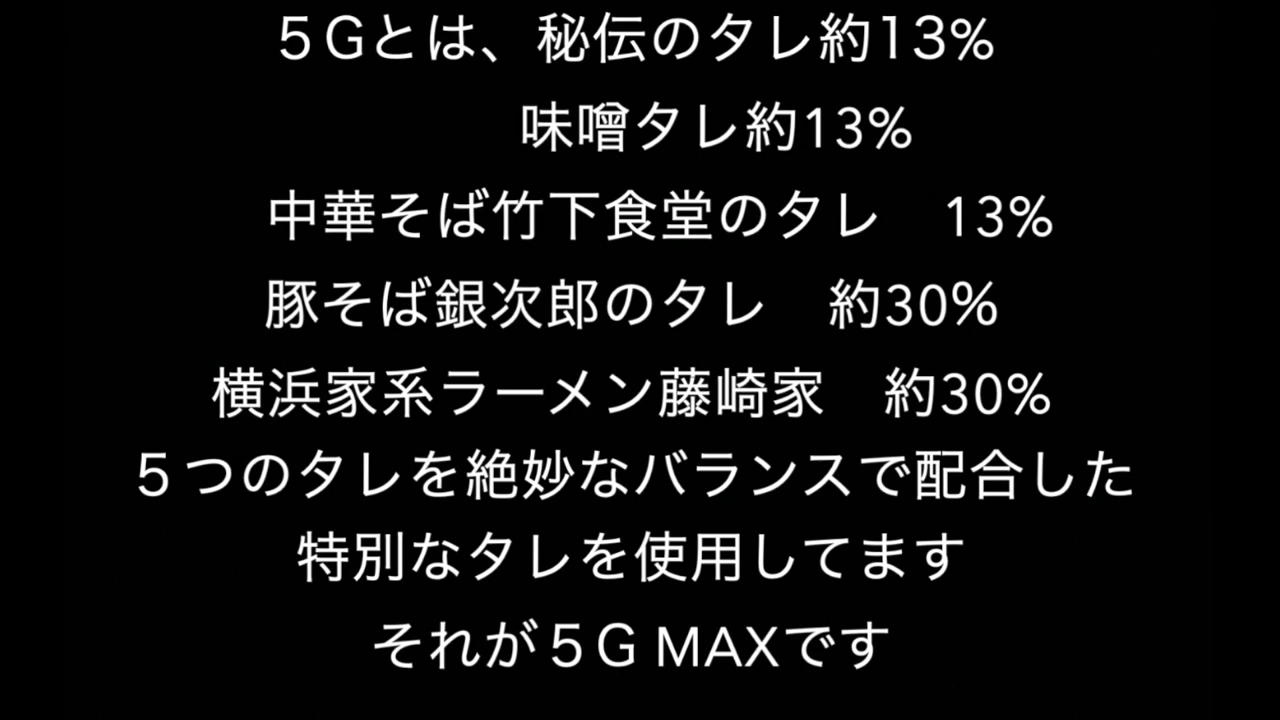 ５Gとは、秘伝のタレ約13%
味噌タレ約13%
中華そば竹下食堂のタレ　13%
豚そば銀次郎のタレ　約30%
横浜家系ラーメン藤崎家　約30%
５つのタレを絶妙なバランスで配合した
特別なタレを使用してます
それが５G MAXです